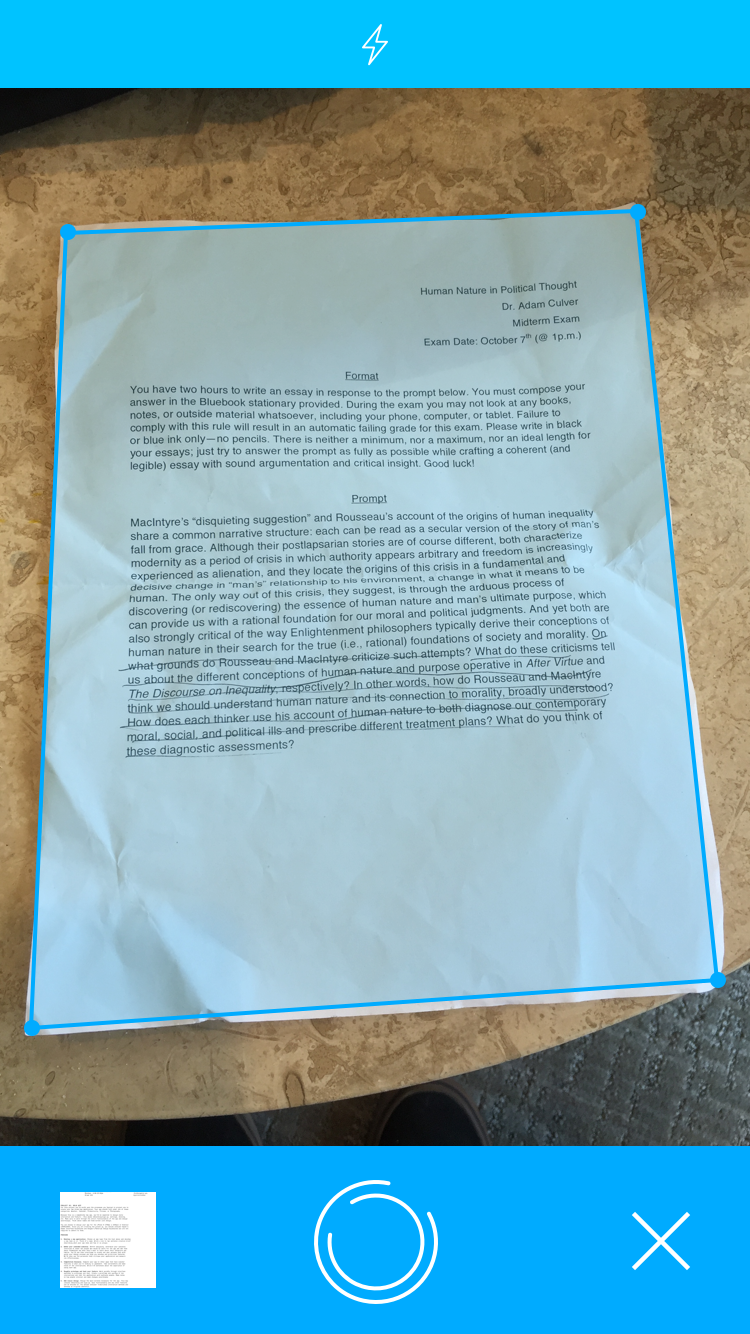 Human Nature in Political Thought
Dr. Adam Culver
Midterm Exam
Exam Date: October 7th (@ 1p.m.)
Format
You have two hours to write an essay in response to the prompt below. You must compose your
answer in the Bluebook stationary provided. During the exam you may not look at any books,
notes, or outside material whatsoever, including your phone, computer, or tablet. Failure to
comply with this rule will result in an automatic failing grade for this exam. Please write in black
or blue ink only—no pencils. There is neither a minimum, nor a maximum, nor an ideal length for
your essays; just try to answer the prompt as fully as possible while crafting a coherent (and
legible) essay with sound argumentation and critical insight. Good luck!
Prompt
MacIntyre's "disquieting suggestion" and Rousseau's account of the origins of human inequality
share a common narrative structure: each can be read as a secular version of the story of man's
fall from grace. Although their postlapsarian stories are of course different, both characterize
modernity as a period of crisis in which authority appears arbitrary and freedom is increasingly
experienced as alienation, and they locate the origins of this crisis in a fundamental and
decisive change in "man's" relationship to his environment, a change in what it means to be
human. The only way out of this crisis, they suggest, is through the arduous process of
discovering (or rediscovering) the essence of human nature and man's ultimate purpose, which
can provide us with a rational foundation for our moral and political judgments. And yet both are
also strongly critical of the way Enlightenment philosophers typically derive their conceptions of
human nature in their search for the true (i.e., rational) foundations of society and morality. On
what grounds do Rousseau and MacIntyre criticize such attempts? What do these criticisms tell
us about the different conceptions of human nature and purpose operative in After Virtue and
The Discourse on Inequality, respectively? In other words, how do Rousseau and MacIntyre
think we should understand human nature and its connection to morality, broadly understood?
How does each thinker use his account of human nature to both diagnose our contemporary
moral, social, and political ills and prescribe different treatment plans? What do you think of
these diagnostic assessments?